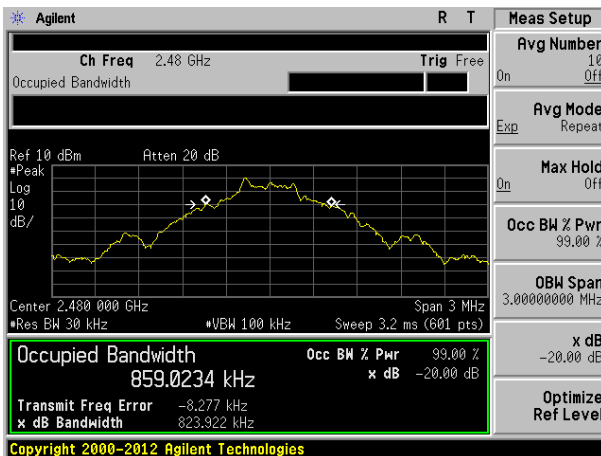 Agilent R T
Meas Setup
Ch Freq 2.48 GHz Trig Free
Occupied Bandwidth
Avg Number
10
On Off
Avg Mode
Exp Repeat
Max Hold
On Off
Occ BW % Pwr
99.00 %
OBW Span
3.00000000 MHz
x dB
-20.00 dB
Optimize
Ref Level
Ref 10 dBm Atten 20 dB
#Peak
Log
10
dB/
Center 2.480 000 GHz Span 3 MHz
#Res BW 30 kHz #VBW 100 kHz Sweep 3.2 ms (601 pts)
Occupied Bandwidth Occ BW % Pwr 99.00 %
859.0234 kHz x dB -20.00 dB
Transmit Freq Error -8.277 kHz
x dB Bandwidth 823.922 kHz
Copyright 2000-2012 Agilent Technologies